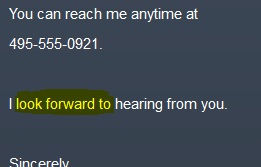 You can reach me anytime at
495-555-0921.
I look forward to hearing from you.
Sincerely